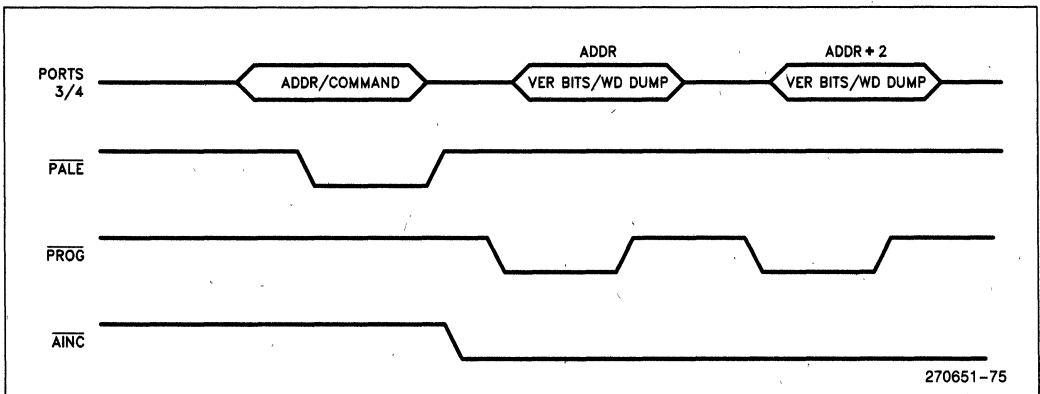 ADDR
ADDR + 2
PORTS
3/4
ADDR/COMMAND
VER BITS/WD DUMP
VER BITS/WD DUMP
PALE
PROG
AINC
270651-75